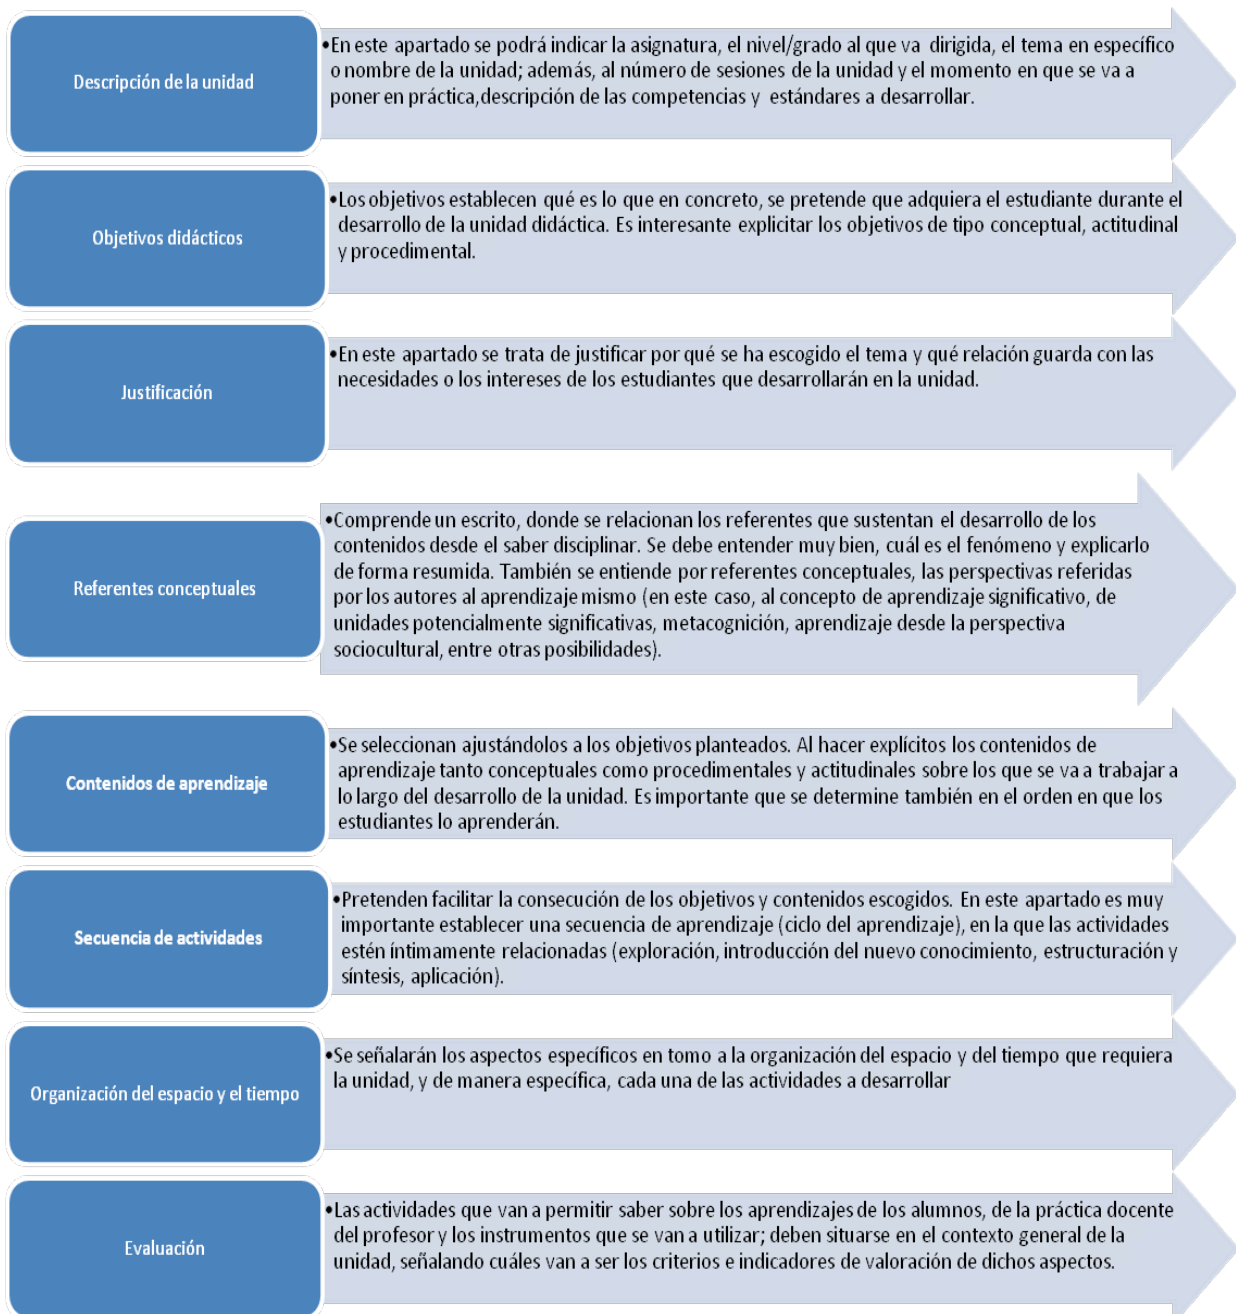 Descripción de la unidad
•En este apartado se podrá indicar la asignatura, el nivel/grado al que va dirigida, el tema en específico
o nombre de la unidad; además, al número de sesiones de la unidad y el momento en que se va a
poner en práctica,descripción de las competencias y estándares a desarrollar.
Objetivos didácticos
•Los objetivos establecen qué es lo que en concreto, se pretende que adquiera el estudiante durante el
desarrollo de la unidad didáctica. Es interesante explicitar los objetivos de tipo conceptual, actitudinal
y procedimental.
Justificación
•En este apartado se trata de justificar por qué se ha escogido el tema y qué relación guarda con las
necesidades o los intereses de los estudiantes que desarrollarán en la unidad.
Referentes conceptuales
•Comprende un escrito, donde se relacionan los referentes que sustentan el desarrollo de los
contenidos desde el saber disciplinar. Se debe entender muy bien, cuál es el fenómeno y explicarlo
de forma resumida. También se entiende por referentes conceptuales, las perspectivas referidas
por los autores al aprendizaje mismo (en este caso, al concepto de aprendizaje significativo, de
unidades potencialmente significativas, metacognición, aprendizaje desde la perspectiva
sociocultural, entre otras posibilidades).
Contenidos de aprendizaje
•Se seleccionan ajustándolos a los objetivos planteados. Al hacer explícitos los contenidos de
aprendizaje tanto conceptuales como procedimentales y actitudinales sobre los que se va a trabajar a
lo largo del desarrollo de la unidad. Es importante que se determine también en el orden en que los
estudiantes lo aprenderán.
Secuencia de actividades
•Pretenden facilitar la consecución de los objetivos y contenidos escogidos. En este apartado es muy
importante establecer una secuencia de aprendizaje (ciclo del aprendizaje), en la que las actividades
estén íntimamente relacionadas (exploración, introducción del nuevo conocimiento, estructuración y
síntesis, aplicación).
Organización del espacio y el tiempo
•Se señalarán los aspectos específicos en tomo a la organización del espacio y del tiempo que requiera
la unidad, y de manera específica, cada una de las actividades a desarrollar
Evaluación
•Las actividades que van a permitir saber sobre los aprendizajes de los alumnos, de la práctica docente
del profesor y los instrumentos que se van a utilizar; deben situarse en el contexto general de la
unidad, señalando cuáles van a ser los criterios e indicadores de valoración de dichos aspectos.